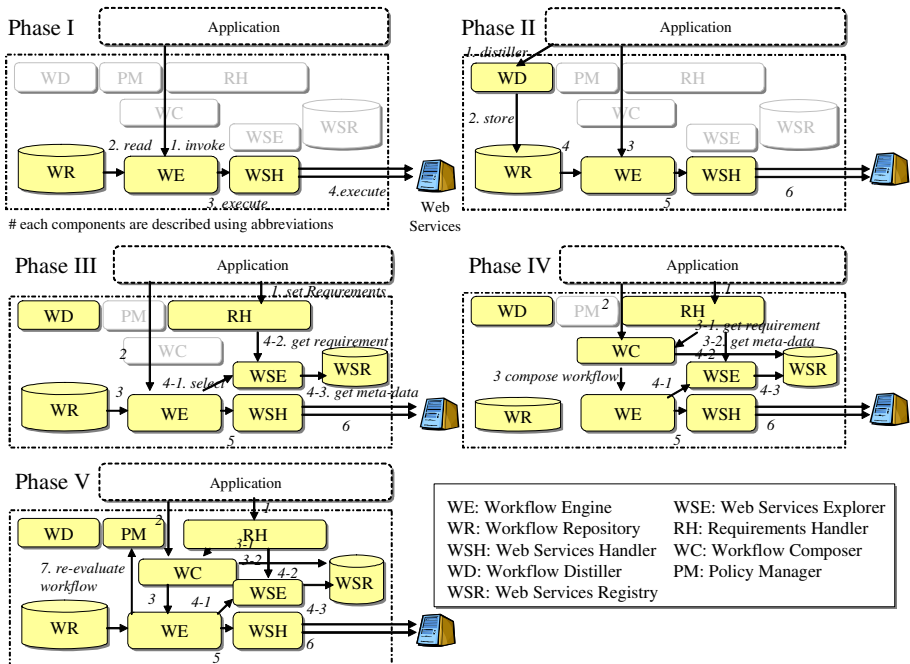 Phase I
Application
WD
PM
RH
WC
WSE
WSR
2. read
1. invoke
WR
WE
WSH
3. execute
4.execute
Web
Services
# each components are described using abbreviations
Phase II
Application
1. distiller
WD
PM
RH
2. store
WC
WSE
WSR
4
3
WR
WE
WSH
5
6
Phase III
Application
1. set Requrements
WD
PM
RH
4-2. get requirement
2
WC
WSE
WSR
4-1. select
3
4-3. get meta-data
WR
WE
WSH
5
6
Phase IV
Application
1
WD
PM
2
RH
3-1. get requirement
3-2. get meta-data
WC
4-2
WSE
WSR
3 compose workflow
4-1
4-3
WR
WE
WSH
5
6
Phase V
Application
1
2
WD
PM
RH
3-1
3-2
7. re-evaluate
workflow
WC
4-2
WSE
WSR
3
4-1
4-3
WR
WE
WSH
5
6
WE: Workflow Engine
WR: Workflow Repository
WSH: Web Services Handler
WD: Workflow Distiller
WSR: Web Services Registry
WSE: Web Services Explorer
RH: Requirements Handler
WC: Workflow Composer
PM: Policy Manager